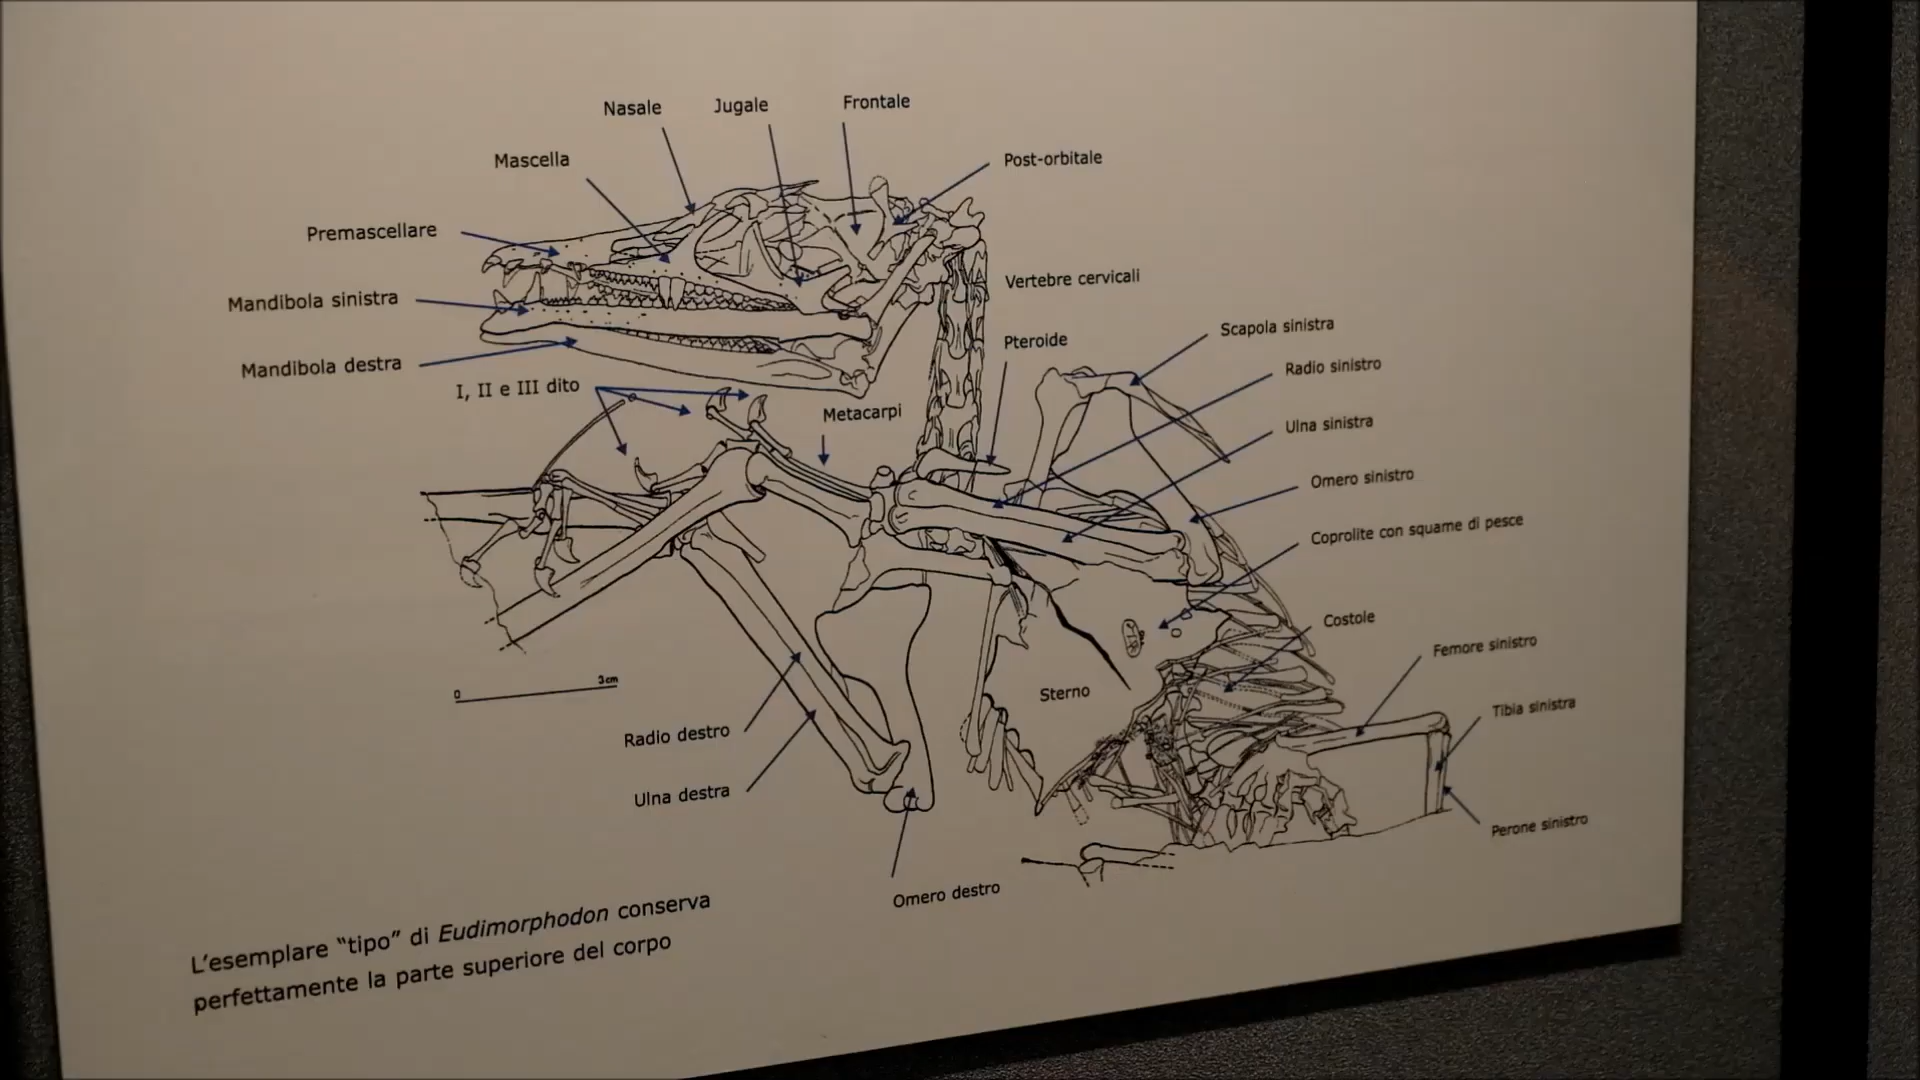 Nasale
Jugale
Frontale
Mascella
Post-orbitale
Premascellare
Vertebre cervicali
Mandibola sinistra
Scapola sinistra
Pteroide
Mandibola destra
Radio sinistro
I, II e III dito
Metacarpi
Ulna sinistra
Omero sinistro
Coprolite con squame di pesce
Costole
Femore sinistro
0
3cm
Sterno
Tibia sinistra
Radio destro
Ulna destra
Perone sinistro
Omero destro
L'esemplare "tipo" di Eudimorphodon conserva
perfettamente la parte superiore del corpo